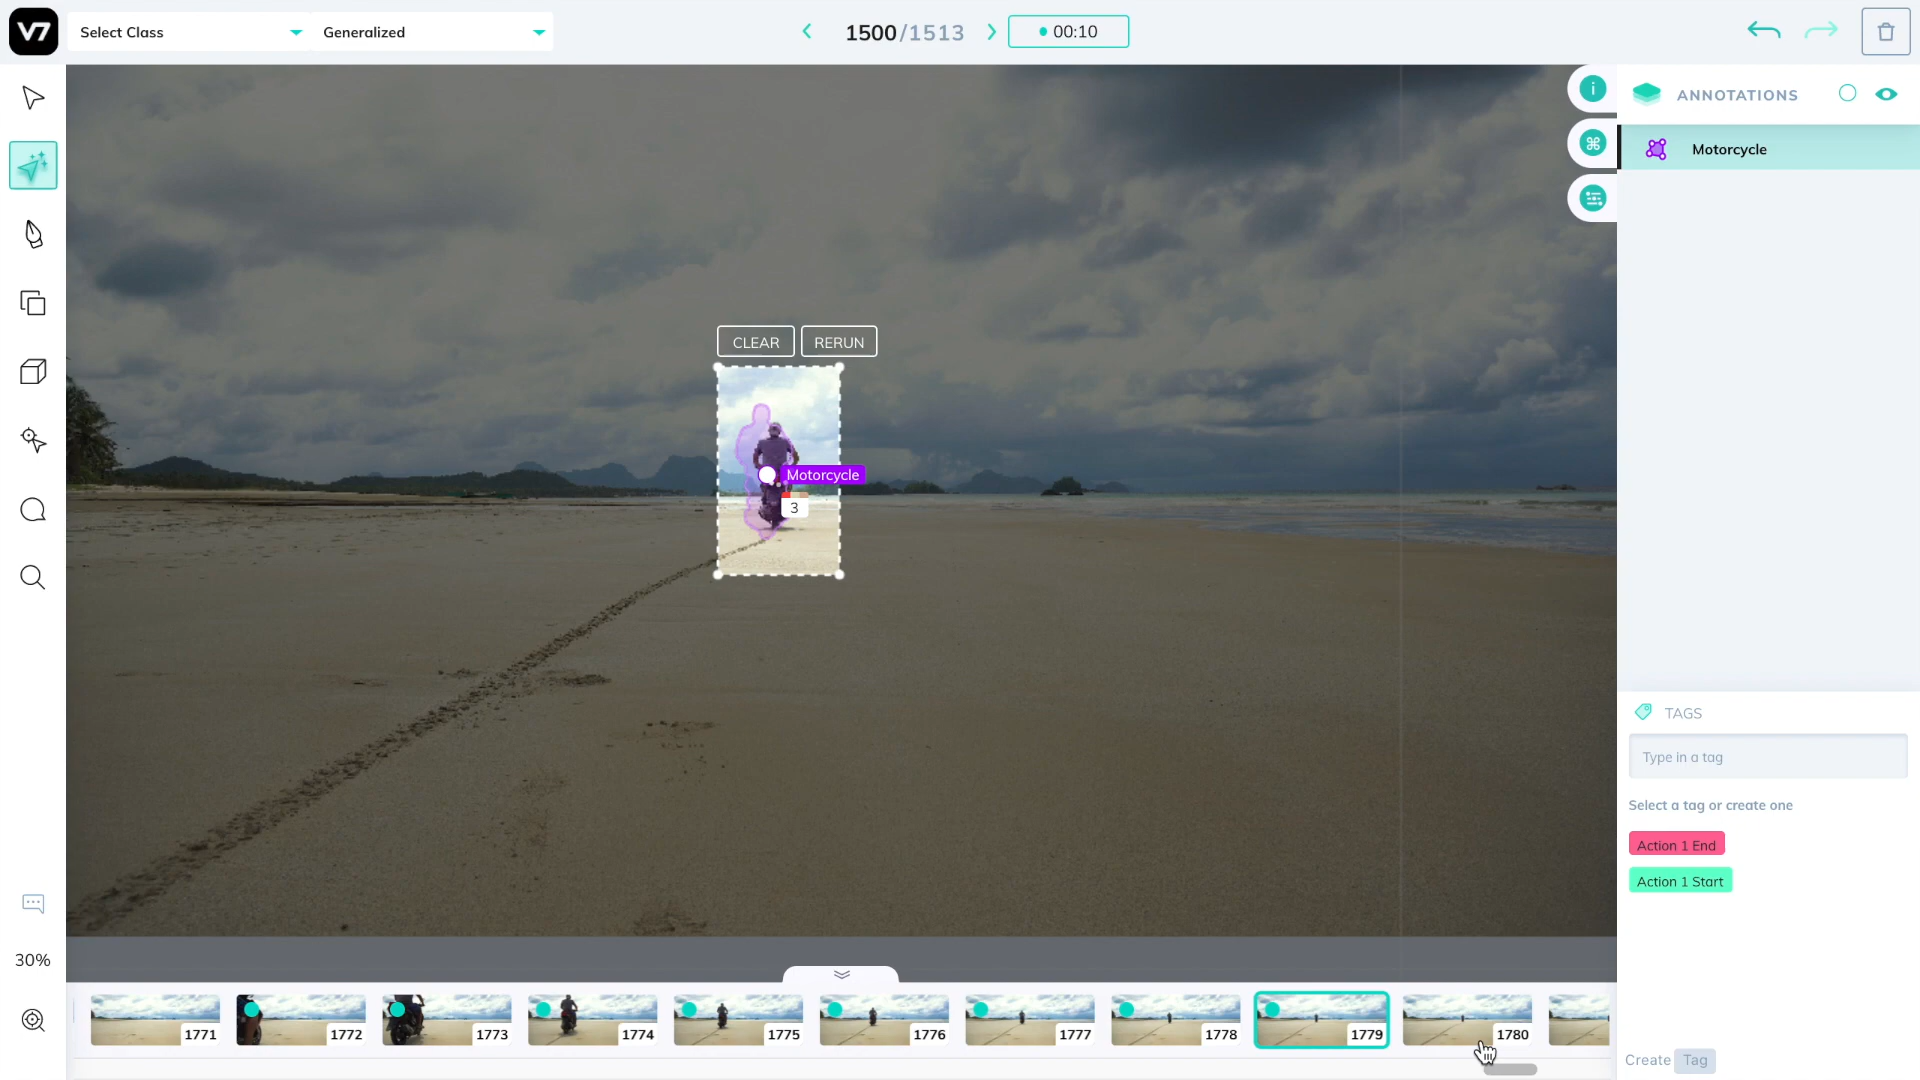 V7 Select Class Generalized 1500/1513 00:10
ANNOTATIONS
Motorcycle
CLEAR RERUN
Motorcycle
3
TAGS
Type in a tag
Select a tag or create one
Action 1 End
Action 1 Start
30%
1771 1772 1773 1774 1775 1776 1777 1778 1779 1780
Create Tag